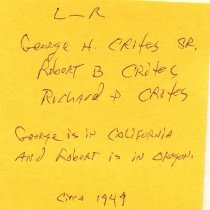 L - R
George H. Crites Sr.
Robert B Crites
Richard D Crites
George is in California
and Robert is in Oregon.
Circa 1949